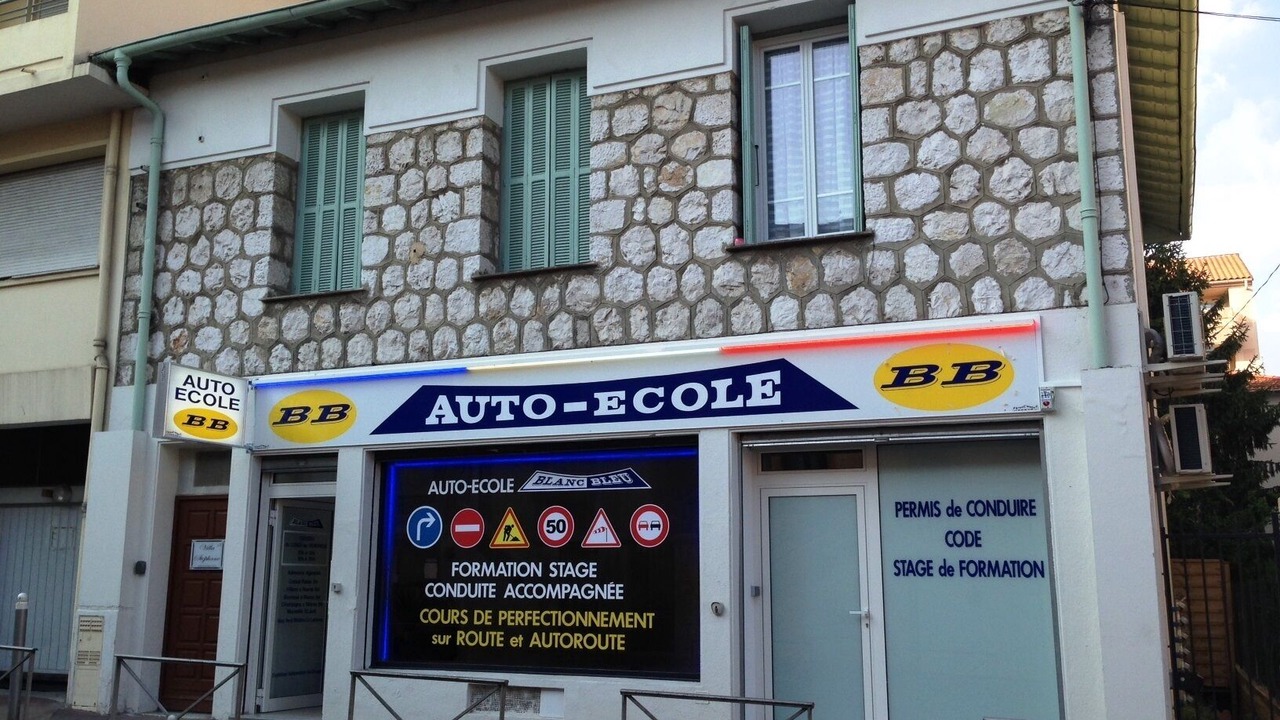 AUTO
ECOLE
BB
BB
AUTO-ECOLE
BB
AUTO-ECOLE BLANC BLEU
50
FORMATION STAGE
CONDUITE ACCOMPAGNÉE
COURS DE PERFECTIONNEMENT
sur ROUTE et AUTOROUTE
PERMIS de CONDUIRE
CODE
STAGE de FORMATION